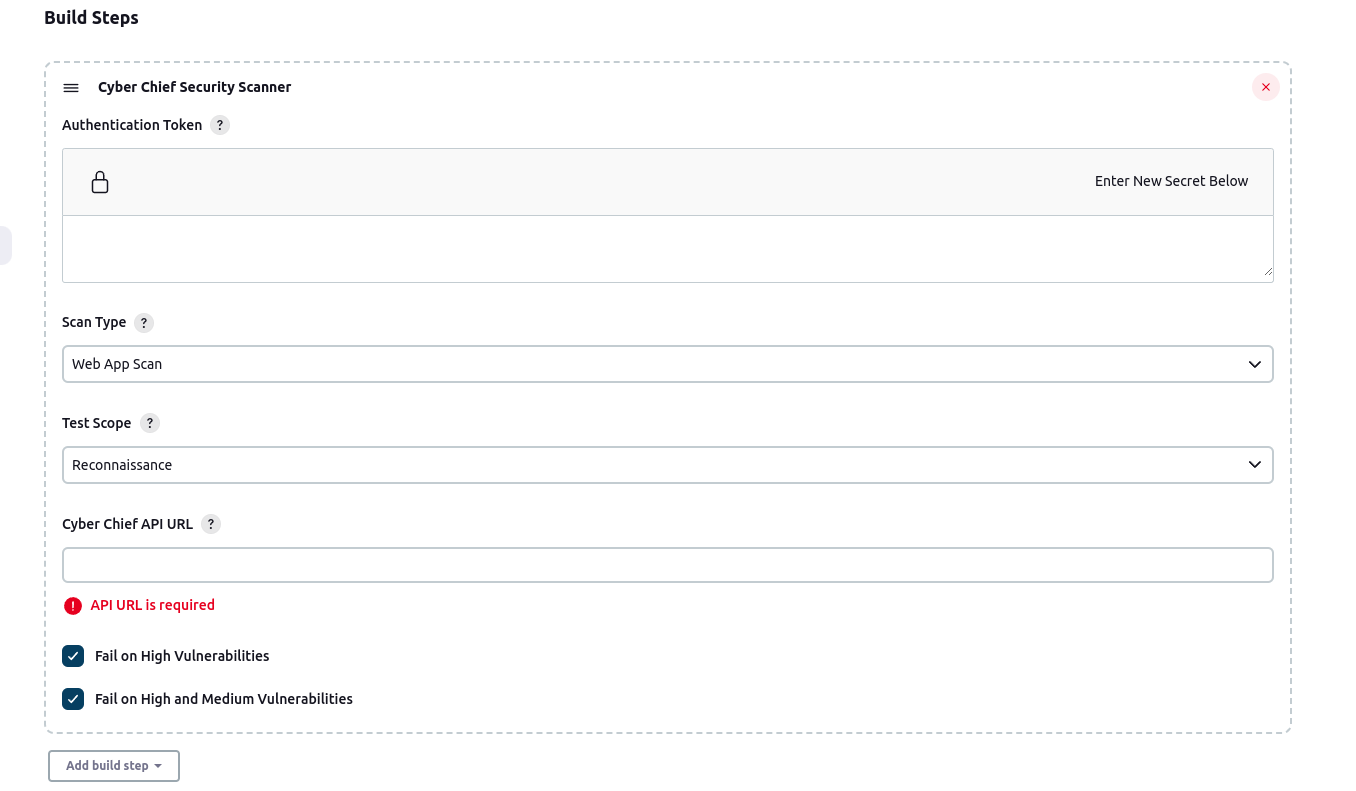 Build Steps
Cyber Chief Security Scanner
Authentication Token ?
Enter New Secret Below
Scan Type ?
Web App Scan
Test Scope ?
Reconnaissance
Cyber Chief API URL ?
API URL is required
Fail on High Vulnerabilities
Fail on High and Medium Vulnerabilities
Add build step